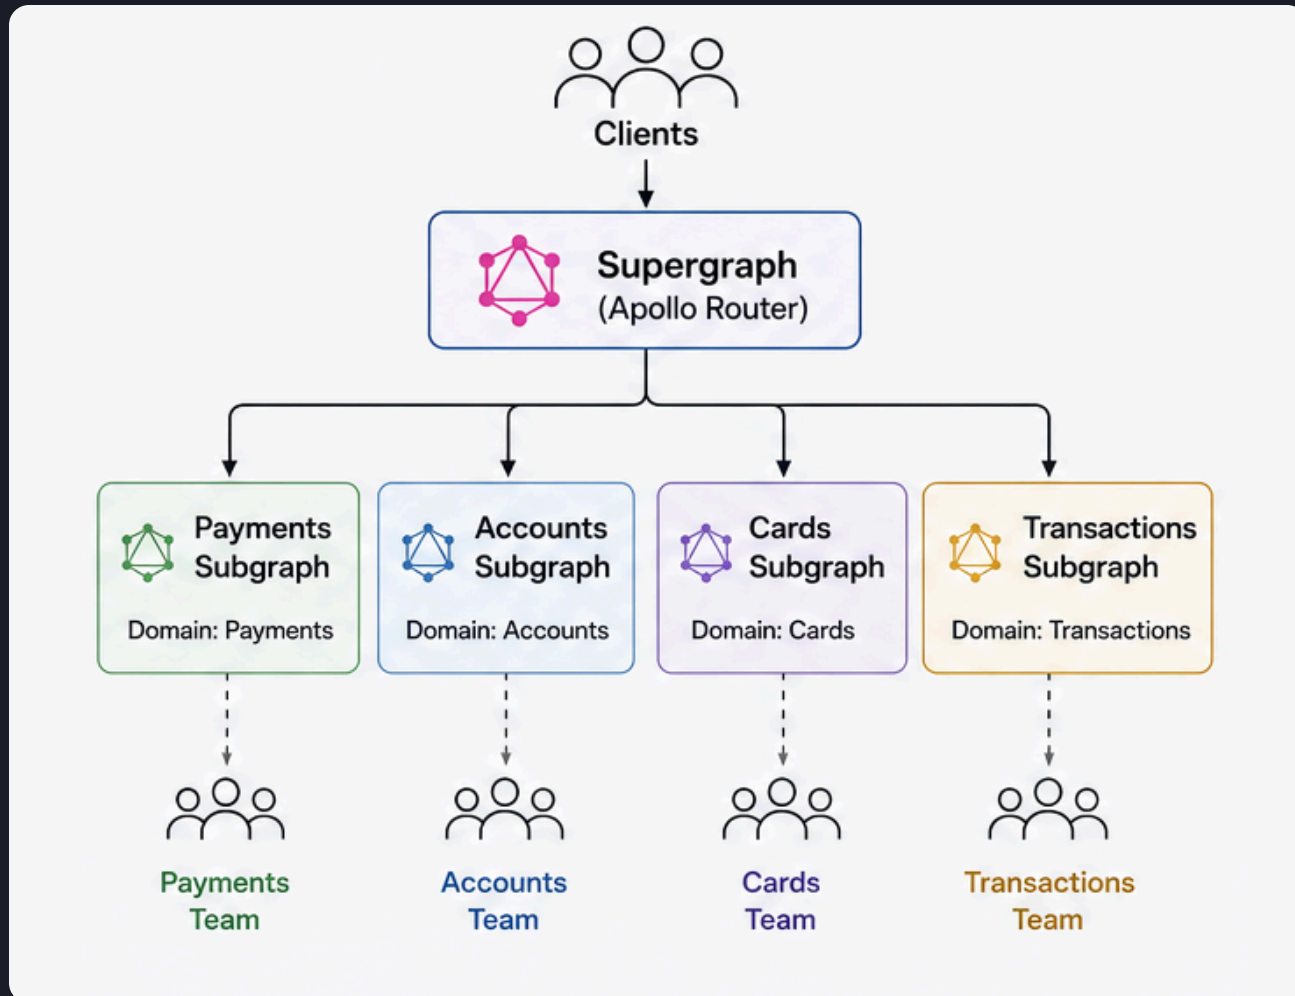 Clients
Supergraph
(Apollo Router)
Payments
Subgraph
Domain: Payments
Accounts
Subgraph
Domain: Accounts
Cards
Subgraph
Domain: Cards
Transactions
Subgraph
Domain: Transactions
Payments
Team
Accounts
Team
Cards
Team
Transactions
Team